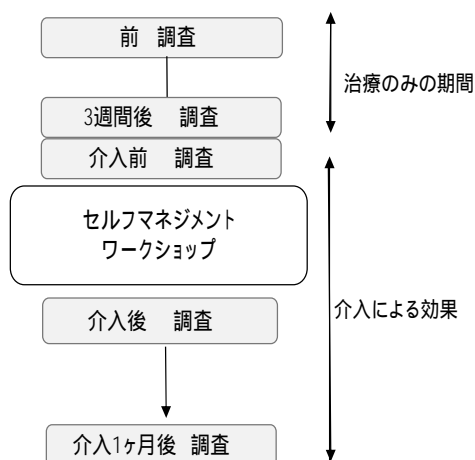 前 調査
治療のみの期間
3週間後 調査
介入前 調査
セルフマネジメント
ワークショップ
介入後 調査
介入による効果
介入1ヶ月後 調査